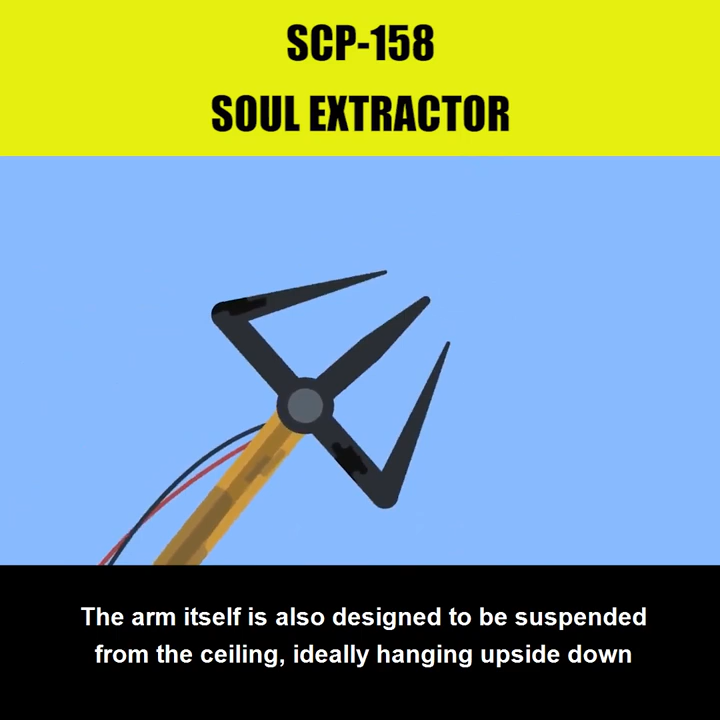 SCP-158
SOUL EXTRACTOR
The arm itself is also designed to be suspended
from the ceiling, ideally hanging upside down